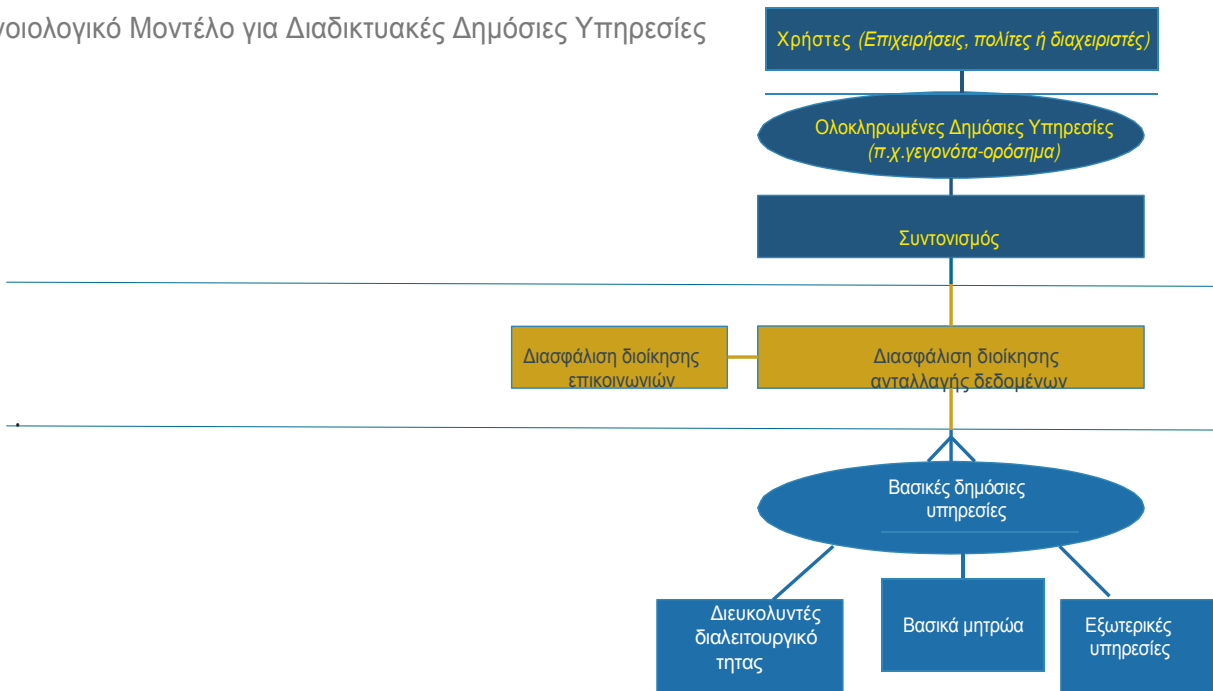 νοιολογικό Μοντέλο για Διαδικτυακές Δημόσιες Υπηρεσίες
Χρήστες (Επιχειρήσεις, πολίτες ή διαχειριστές)
Ολοκληρωμένες Δημόσιες Υπηρεσίες
(π.χ.γεγονότα-ορόσημα)
Συντονισμός
Διασφάλιση διοίκησης
επικοινωνιών
Διασφάλιση διοίκησης
ανταλλαγής δεδομένων
.
Βασικές δημόσιες
υπηρεσίες
Διευκολυντές
διαλειτουργικό
τητας
Βασικά μητρώα
Εξωτερικές
υπηρεσίες